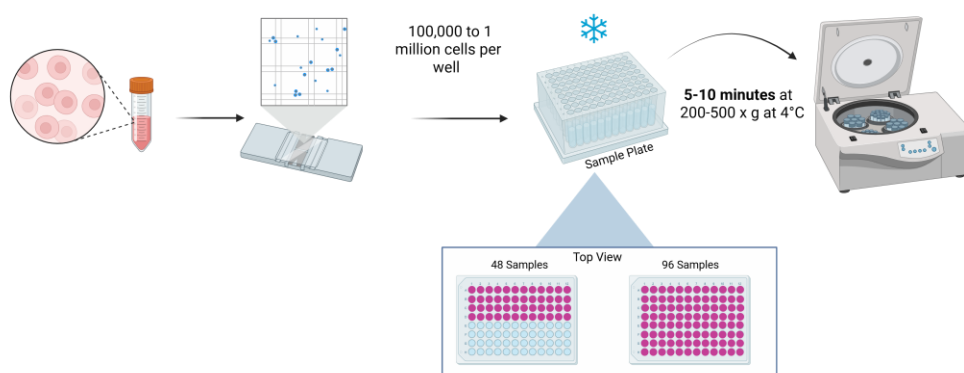 100,000 to 1
million cells per
well
5-10 minutes at
200-500 x g at 4°C
Sample Plate
Top View
48 Samples
96 Samples